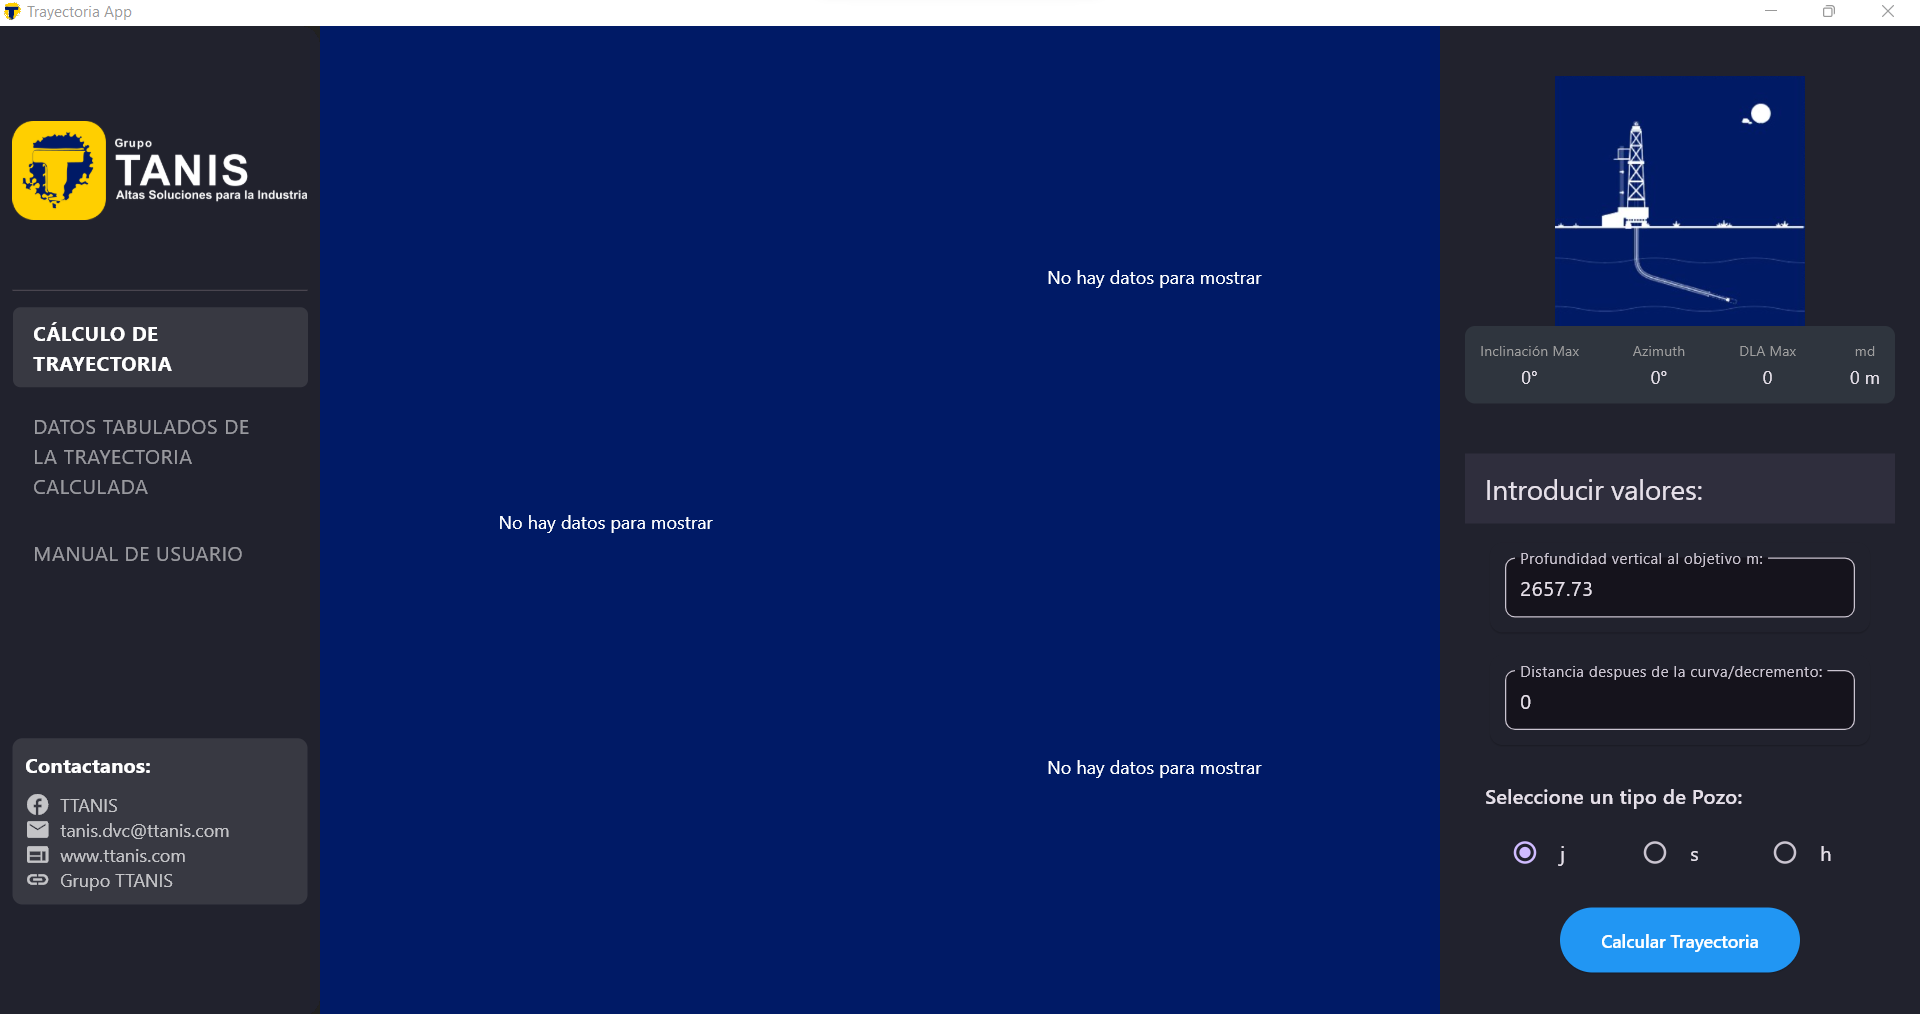 Trayectoria App
Grupo
TANIS
Altas Soluciones para la Industria
CÁLCULO DE
TRAYECTORIA
DATOS TABULADOS DE
LA TRAYECTORIA
CALCULADA
MANUAL DE USUARIO
Contactanos:
TTANIS
tanis.dvc@ttanis.com
www.ttanis.com
Grupo TTANIS
No hay datos para mostrar
No hay datos para mostrar
No hay datos para mostrar
Inclinación Max Azimuth DLA Max md
0° 0° 0 0 m
Introducir valores:
Profundidad vertical al objetivo m:
2657.73
Distancia despues de la curva/decremento:
0
Seleccione un tipo de Pozo:
j s h
Calcular Trayectoria